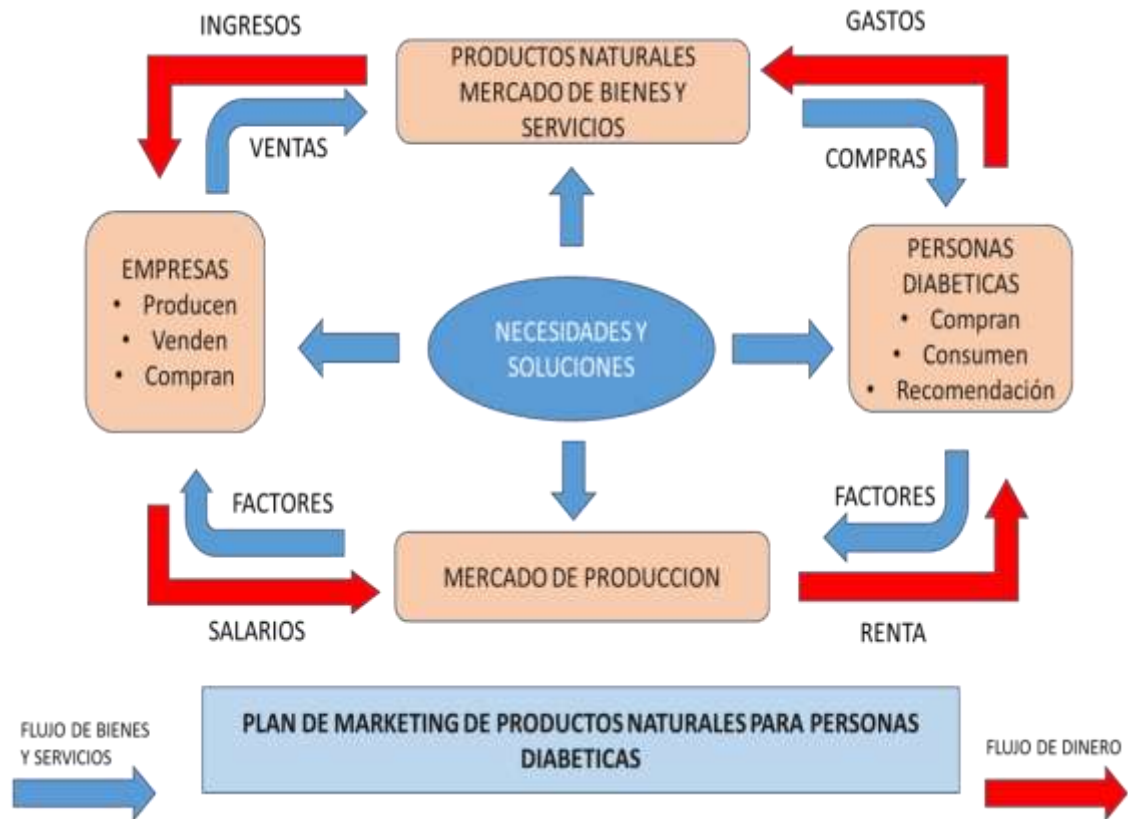 INGRESOS
GASTOS
PRODUCTOS NATURALES
MERCADO DE BIENES Y
SERVICIOS
VENTAS
COMPRAS
EMPRESAS
• Producen
• Venden
• Compran
NECESIDADES Y
SOLUCIONES
PERSONAS
DIABETICAS
• Compran
• Consumen
• Recomendación
FACTORES
FACTORES
MERCADO DE PRODUCCION
SALARIOS
RENTA
FLUJO DE BIENES
Y SERVICIOS
PLAN DE MARKETING DE PRODUCTOS NATURALES PARA PERSONAS
DIABETICAS
FLUJO DE DINERO